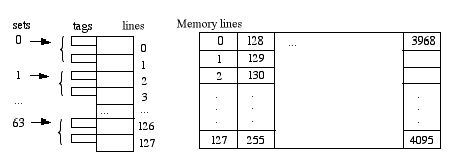 sets tags lines Memory lines
0 0 0 128 ... 3968
1 1 129
1 2 2 130
... 3 . . .
... ... . . .
63 126 . . .
127 127 255 4095